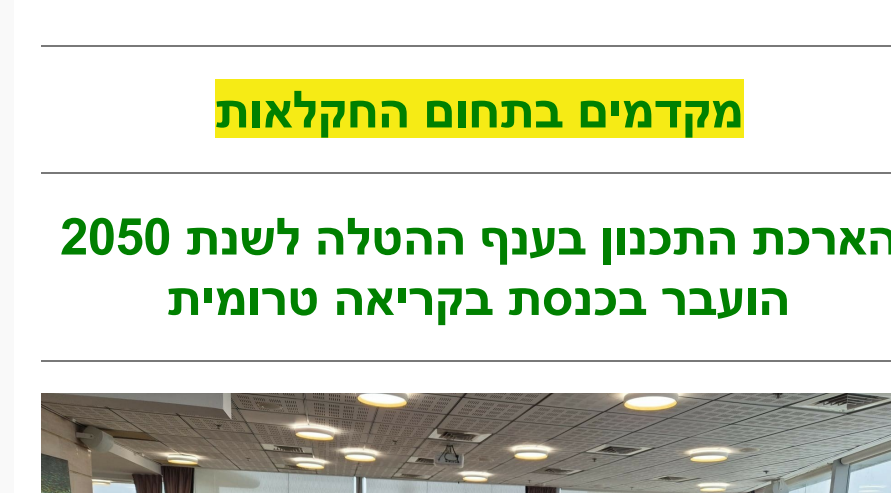 מקדמים בתחום החקלאות
הארכת התכנון בענף ההטלה לשנת 2050
הועבר בכנסת בקריאה טרומית